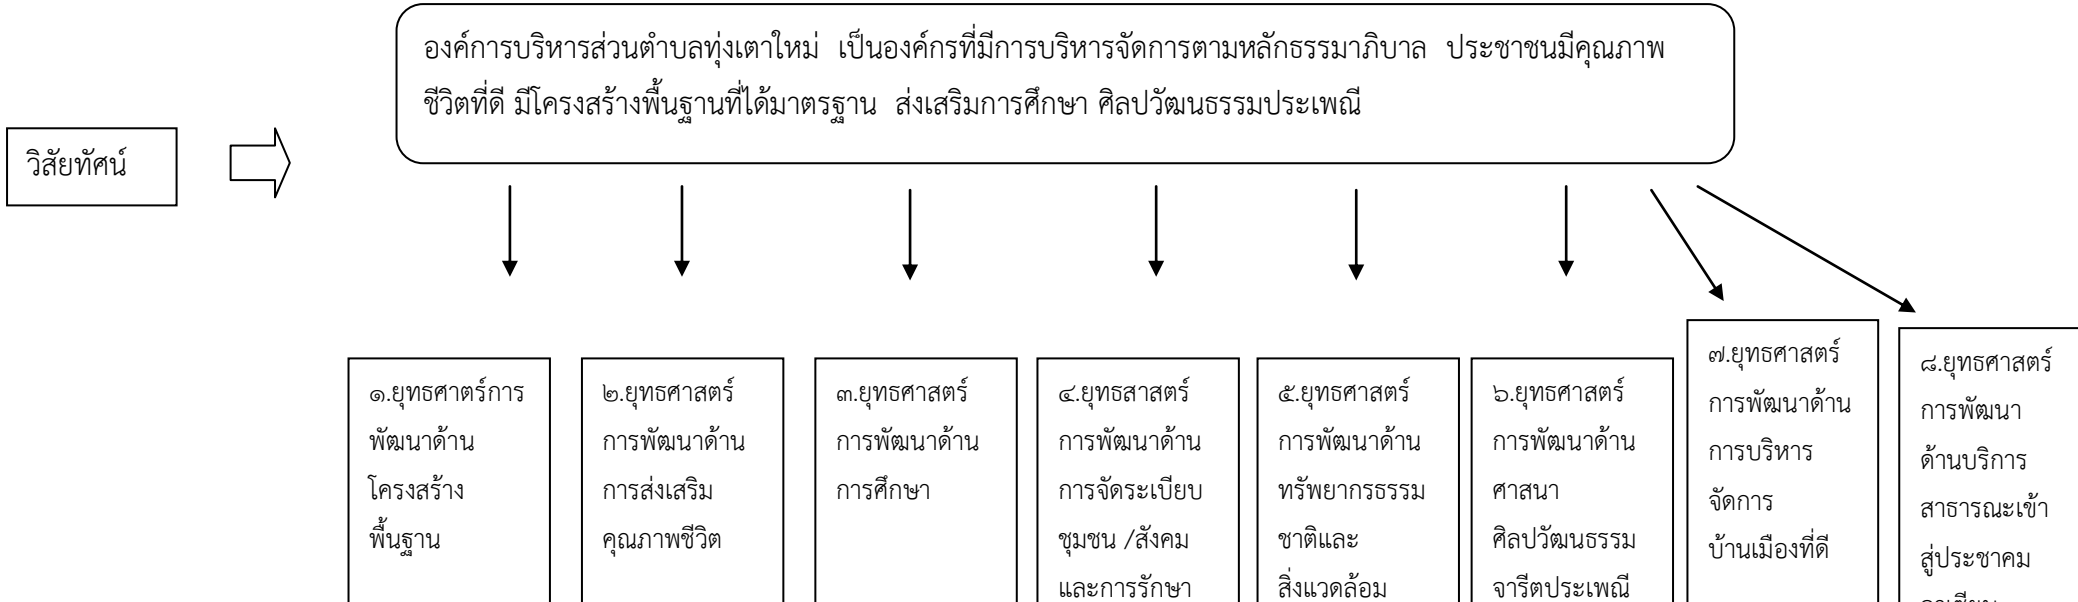 องค์การบริหารส่วนตำบลทุ่งเตาใหม่ เป็นองค์กรที่มีการบริหารจัดการตามหลักธรรมาภิบาล ประชาชนมีคุณภาพ
ชีวิตที่ดี มีโครงสร้างพื้นฐานที่ได้มาตรฐาน ส่งเสริมการศึกษา ศิลปวัฒนธรรมประเพณี
วิสัยทัศน์
๑.ยุทธศาตร์การ
พัฒนาด้าน
โครงสร้าง
พื้นฐาน
๒.ยุทธศาสตร์
การพัฒนาด้าน
การส่งเสริม
คุณภาพชีวิต
๓.ยุทธศาสตร์
การพัฒนาด้าน
การศึกษา
๔.ยุทธสาสตร์
การพัฒนาด้าน
การจัดระเบียบ
ชุมชน /สังคม
และการรักษา
๕.ยุทธศาสตร์
การพัฒนาด้าน
ทรัพยากรธรรม
ชาติและ
สิ่งแวดล้อม
๖.ยุทธศาสตร์
การพัฒนาด้าน
ศาสนา
ศิลปวัฒนธรรม
จารีตประเพณี
๗.ยุทธศาสตร์
การพัฒนาด้าน
การบริหาร
จัดการ
บ้านเมืองที่ดี
๘.ยุทธศาสตร์
การพัฒนา
ด้านบริการ
สาธารณะเข้า
สู่ประชาคม